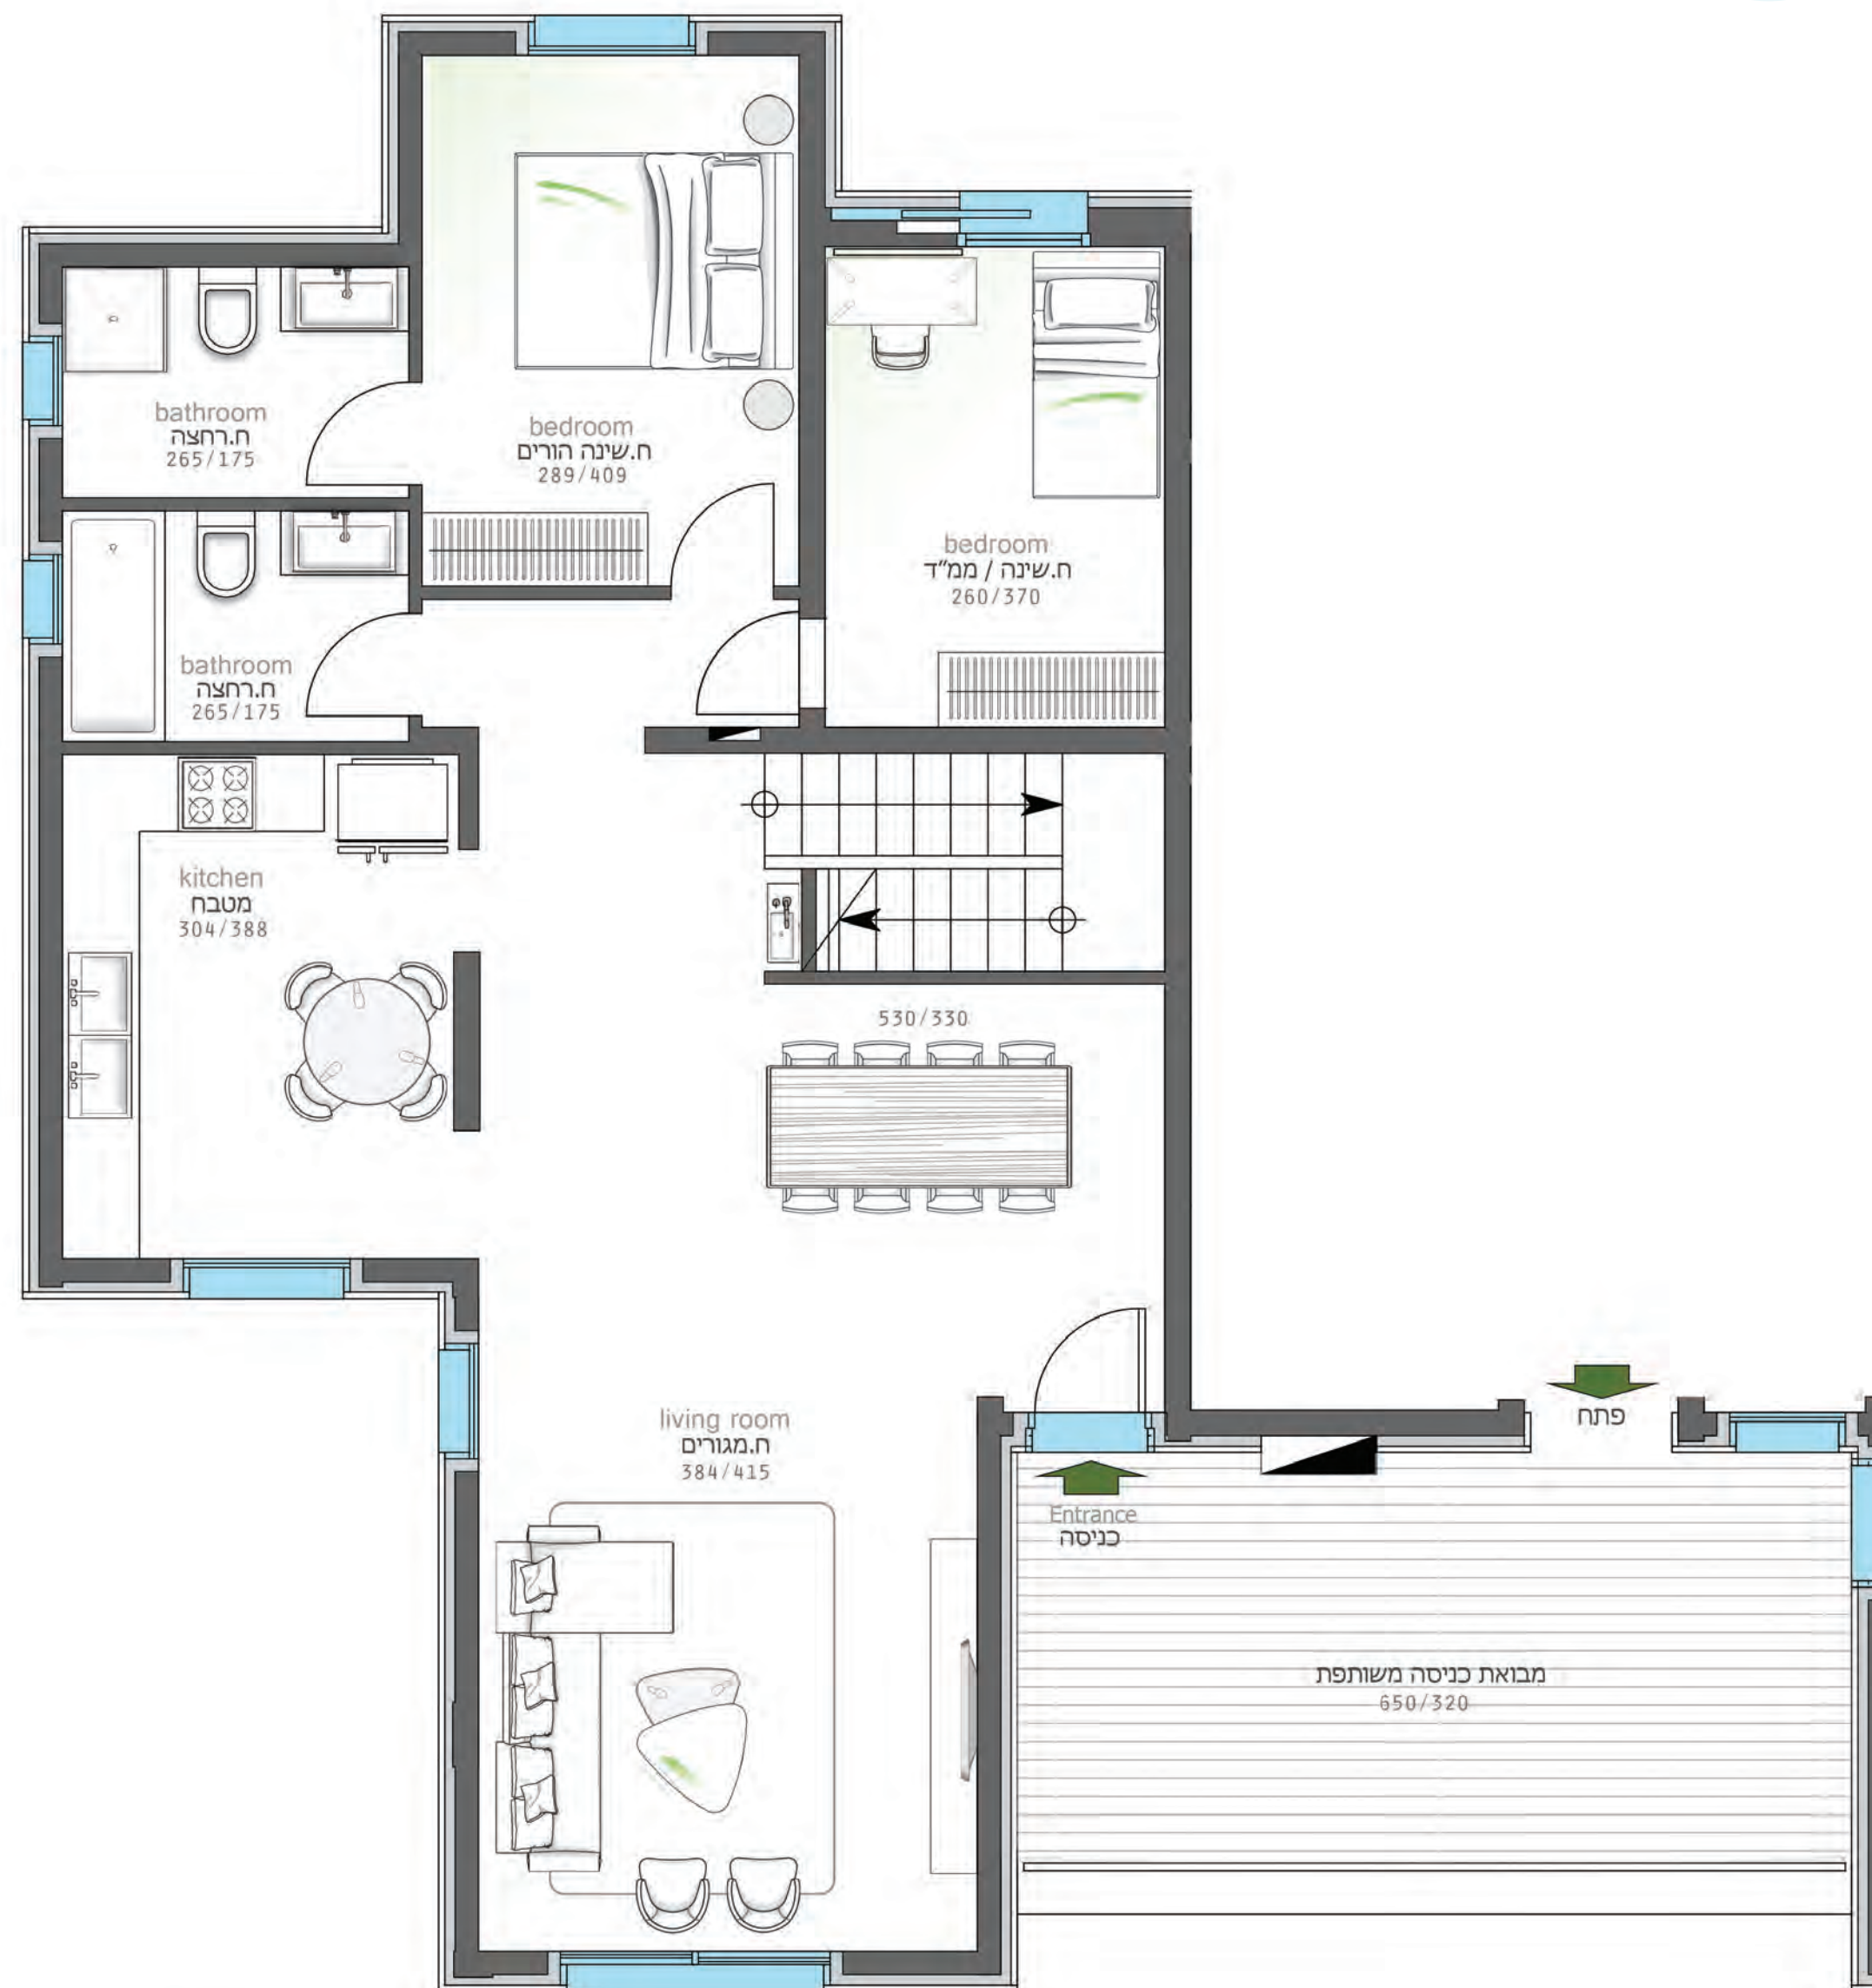 bathroom
ח.רחצה
265/175
bedroom
ח.שינה הורים
289/409
bedroom
ח.שינה / ממ"ד
260/370
bathroom
ח.רחצה
265/175
kitchen
מטבח
304/388
530/330
living room
ח.מגורים
384/415
פתח
Entrance
כניסה
מבואת כניסה משותפת
650/320